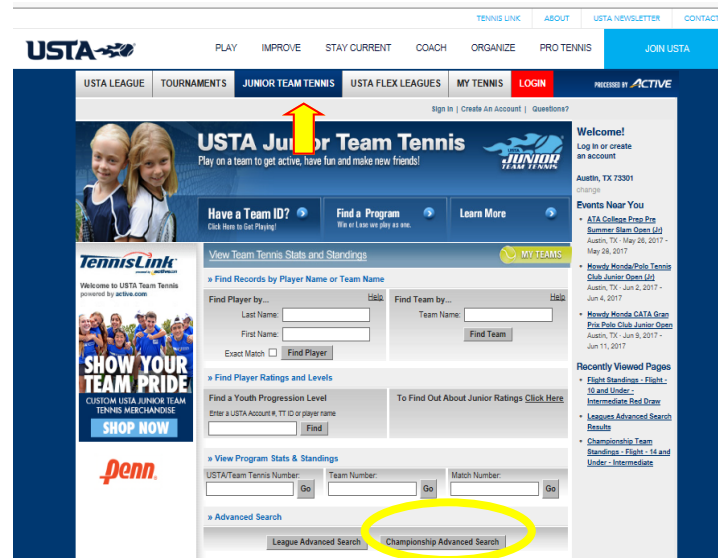 TENNIS LINK ABOUT USTA NEWSLETTER CONTACT
USTA PLAY IMPROVE STAY CURRENT COACH ORGANIZE PRO TENNIS JOIN USTA
USTA LEAGUE TOURNAMENTS JUNIOR TEAM TENNIS USTA FLEX LEAGUES MY TENNIS LOGIN PROCESSED BY ACTIVE
Sign In | Create An Account | Questions?
USTA Junior Team Tennis
Play on a team to get active, have fun and make new friends!
USTA
JUNIOR
TEAM TENNIS
Have a Team ID?
Click Here to Get Playing!
Find a Program
Win or Lose we play as one.
Learn More
Welcome!
Log in or create
an account
Austin, TX 73301
change
Events Near You
ATA College Prep Pre
Summer Slam Open (Jr)
Austin, TX - May 26, 2017 -
May 29, 2017
Howdy Honda/Polo Tennis
Club Junior Open (Jr)
Austin, TX - Jun 2, 2017 -
Jun 4, 2017
Howdy Honda CATA Gran
Prix Polo Club Junior Open
Austin, TX - Jun 9, 2017 -
Jun 11, 2017
Recently Viewed Pages
Flight Standings - Flight -
10 and Under -
Intermediate Red Draw
Leagues Advanced Search
Results
Championship Team
Standings - Flight - 14 and
Under - Intermediate
TennisLink
Welcome to USTA Team Tennis
powered by active.com
SHOW YOUR
TEAM PRIDE
CUSTOM USTA JUNIOR TEAM
TENNIS MERCHANDISE
SHOP NOW
Penn
View Team Tennis Stats and Standings
MY TEAMS
» Find Records by Player Name or Team Name
Find Player by... Help
Last Name:
First Name:
Exact Match Find Player
Find Team by... Help
Team Name:
Find Team
» Find Player Ratings and Levels
Find a Youth Progression Level
Enter a USTA Account #, TT ID or player name
Find
To Find Out About Junior Ratings Click Here
» View Program Stats & Standings
USTA/Team Tennis Number: Team Number: Match Number:
Go Go Go
» Advanced Search
League Advanced Search Championship Advanced Search